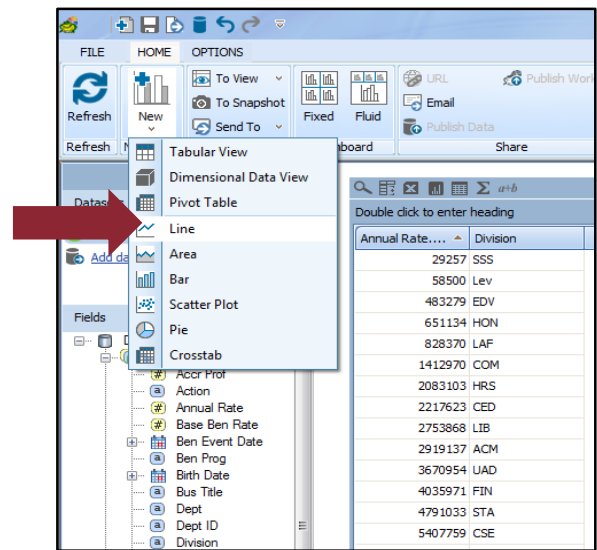 FILE HOME OPTIONS
Refresh
New
To View
To Snapshot
Send To
Fixed
Fluid
URL
Email
Publish Data
Publish Work
Refresh
board
Share
Tabular View
Dimensional Data View
Pivot Table
Line
Area
Bar
Scatter Plot
Pie
Crosstab
Datase
Add da
Fields
D
Accr Prof
Action
Annual Rate
Base Ben Rate
Ben Event Date
Ben Prog
Birth Date
Bus Title
Dept
Dept ID
Division
Σ a+b
Double click to enter heading
Annual Rate.... Division
29257 SSS
58500 Lev
483279 EDV
651134 HON
828370 LAF
1412970 COM
2083103 HRS
2217623 CED
2753868 LIB
2919137 ACM
3670954 UAD
4035971 FIN
4791033 STA
5407759 CSE